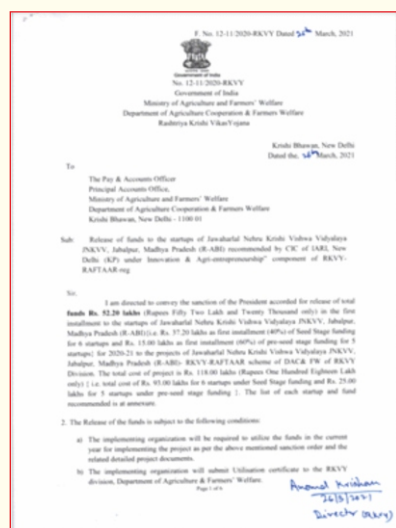 F. No. 12-11/2020-RKVY Dated 26th March, 2021
Government of India
No. 12-11/2020-RKVY
Government of India
Ministry of Agriculture and Farmers' Welfare
Department of Agriculture Cooperation & Farmers Welfare
Rashtriya Krishi VikasYojana
Krishi Bhawan, New Delhi
Dated the, 26th March, 2021
To
The Pay & Accounts Officer
Principal Accounts Office,
Ministry of Agriculture and Farmers' Welfare
Department of Agriculture Cooperation & Farmers Welfare
Krishi Bhawan, New Delhi - 1100 01
Sub: Release of funds to the startups of Jawaharlal Nehru Krishi Vishwa Vidyalaya
JNKVV, Jabalpur, Madhya Pradesh (R-ABI) recommended by CIC of IARI, New
Delhi (KP) under Innovation & Agri-entrepreneurship" component of RKVY-
RAFTAAR-reg
Sir,
I am directed to convey the sanction of the President accorded for release of total
funds Rs. 52.20 lakhs (Rupees Fifty Two Lakh and Twenty Thousand only) in the first
installment to the startups of Jawaharlal Nehru Krishi Vishwa Vidyalaya JNKVV, Jabalpur,
Madhya Pradesh (R-ABI){i.e. Rs. 37.20 lakhs as first installment (40%) of Seed Stage funding
for 6 startups and Rs. 15.00 lakhs as first installment (60%) of pre-seed stage funding for 5
startups} for 2020-21 to the projects of Jawaharlal Nehru Krishi Vishwa Vidyalaya JNKVV,
Jabalpur, Madhya Pradesh (R-ABI)- RKVY-RAFTAAR scheme of DAC& FW of RKVY
Division. The total cost of project is Rs. 118.00 lakhs (Rupees One Hundred Eighteen Lakh
only) { i.e. total cost of Rs. 93.00 lakhs for 6 startups under Seed Stage funding and Rs. 25.00
lakhs for 5 startups under pre-seed stage funding }. The list of each startup and fund
recommended is at annexure.
2. The Release of the funds is subject to the following conditions:
a) The implementing organization will be required to utilize the funds in the current
year for implementing the project as per the above mentioned sanction order and the
related detailed project documents.
b) The implementing organization will submit Utilisation certificate to the RKVY
division, Department of Agriculture & Farmers' Welfare.
Page 1 of 6
Anand Krishan
26/3/2021
Director (RKVY)